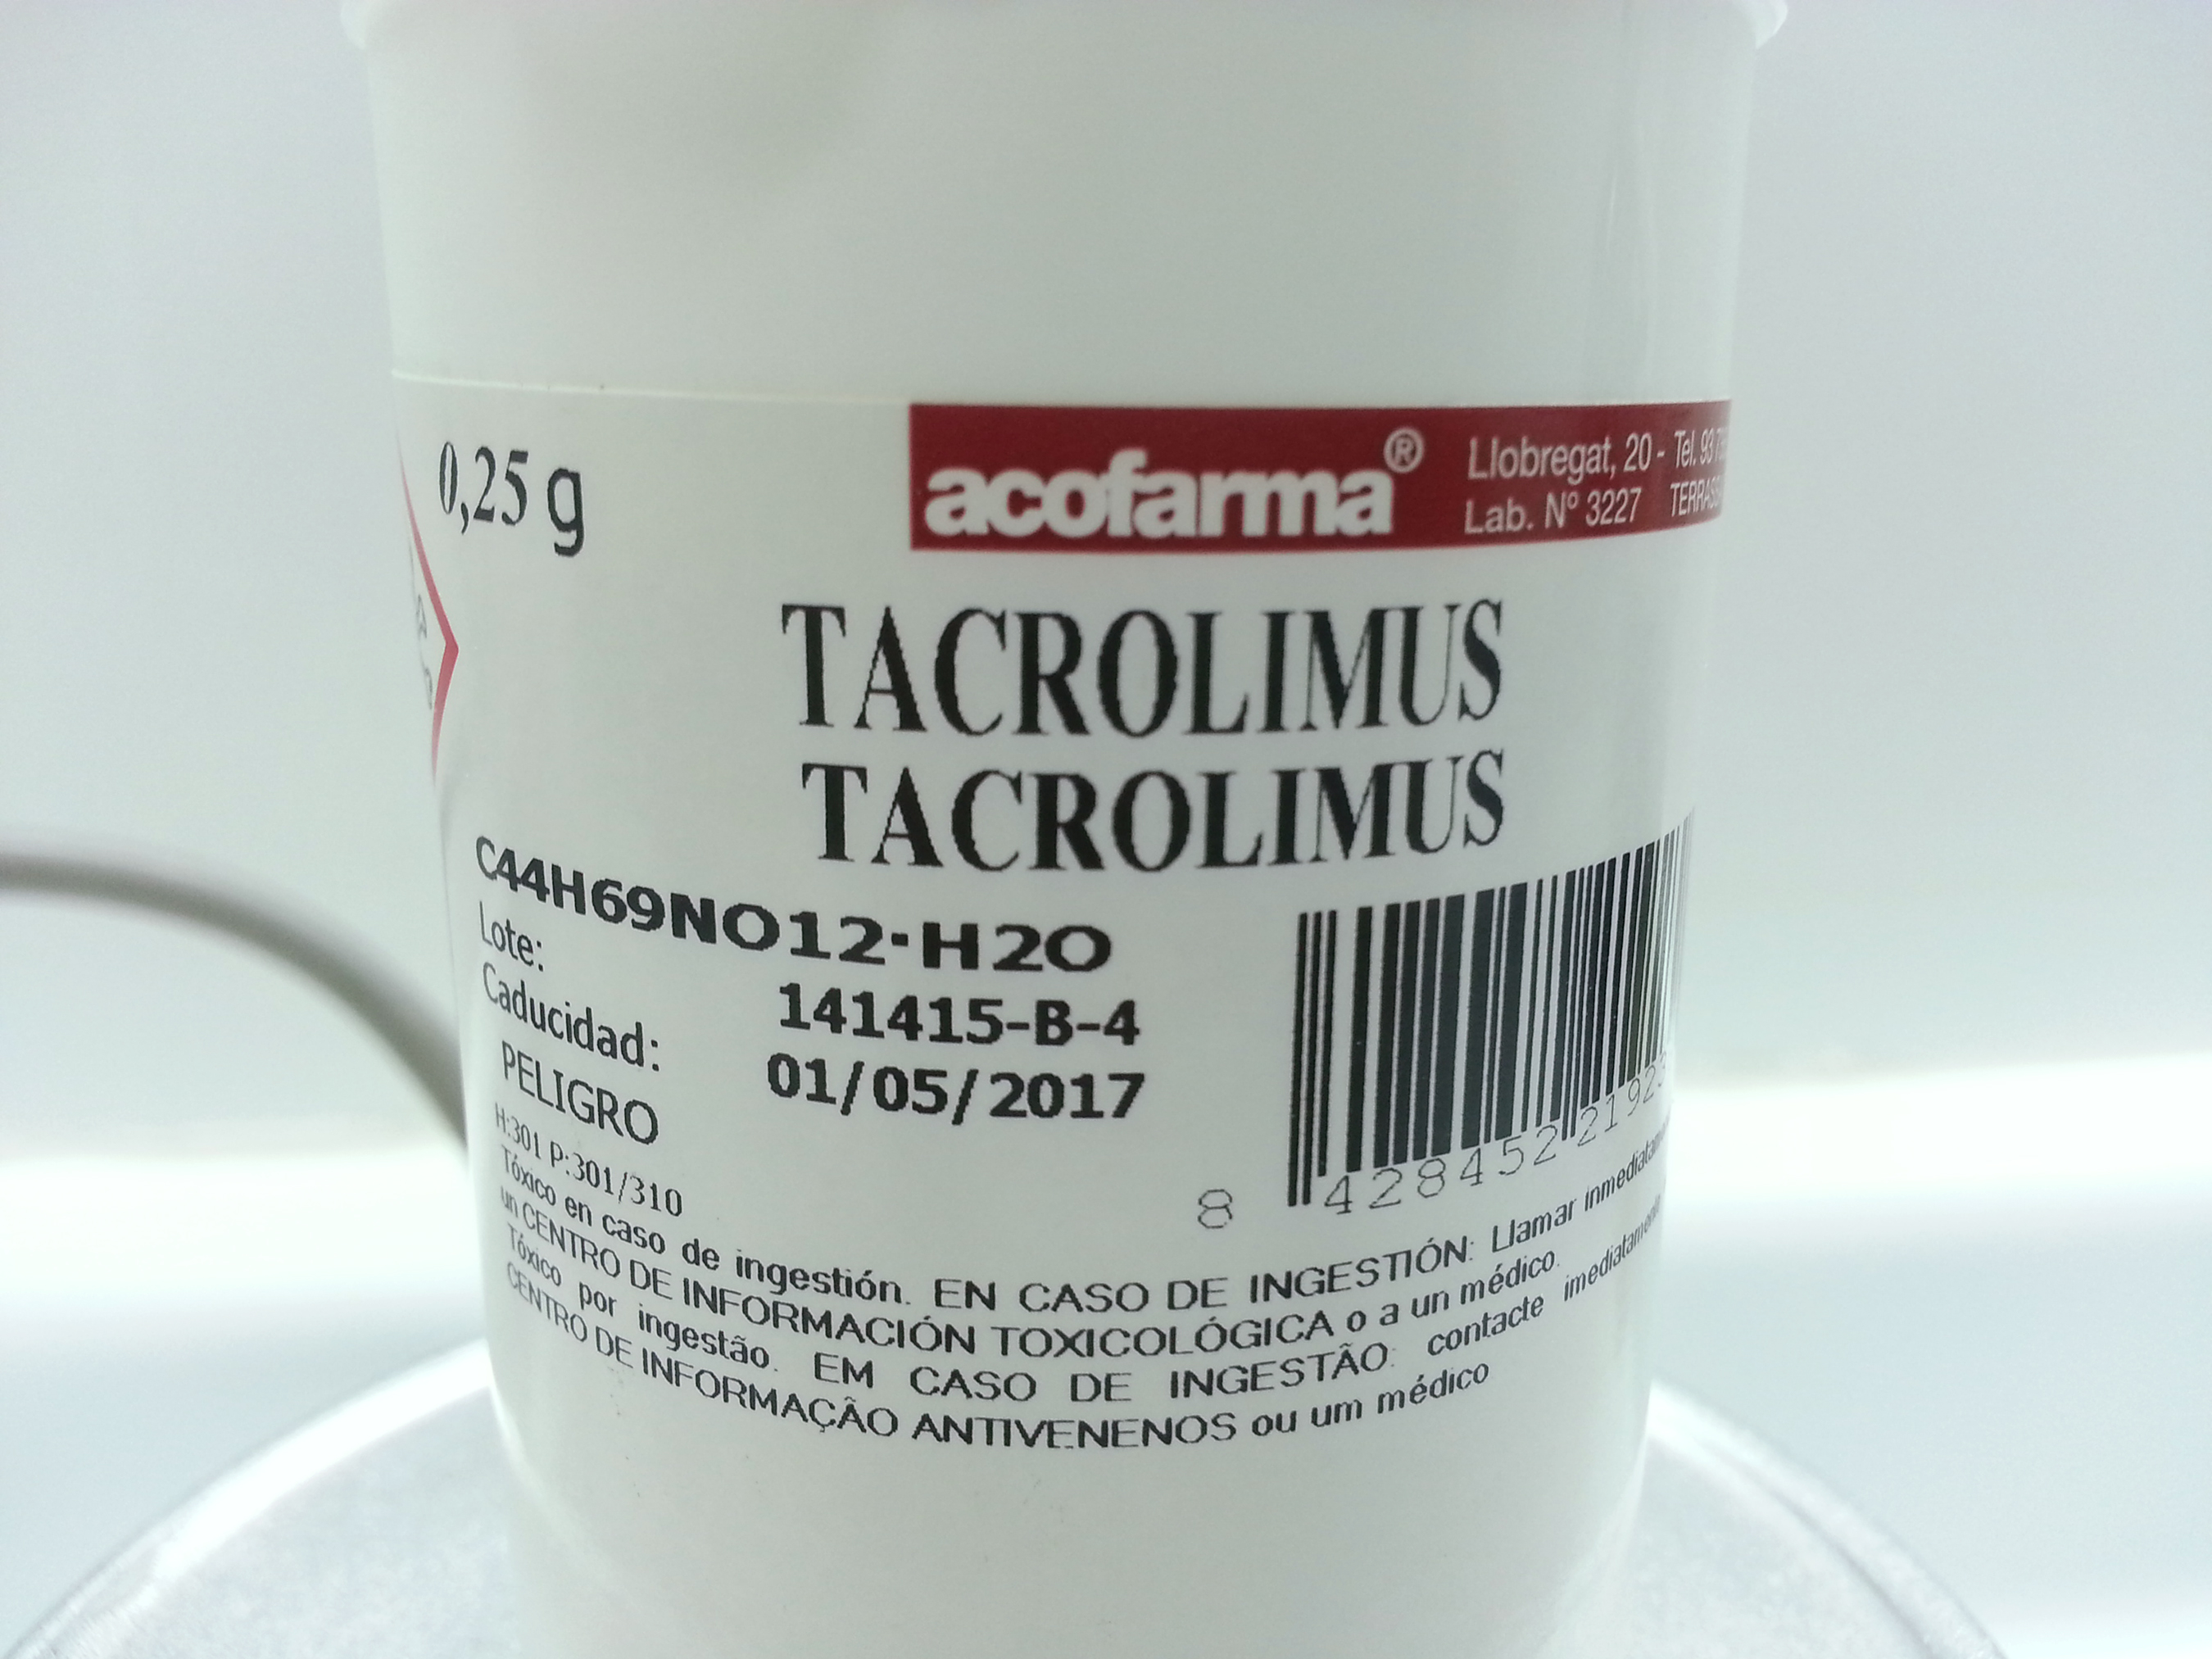 0,25 g
acofarma®
Llobregat, 20 - Tel. 93
Lab. Nº 3227
TACROLIMUS
TACROLIMUS
C44H69NO12·H2O
Lote: 141415-B-4
Caducidad: 01/05/2017
PELIGRO
H:301 P:301/310
8 428452 21923
Tóxico en caso de ingestión. EN CASO DE INGESTIÓN: Llamar
un CENTRO DE INFORMACIÓN TOXICOLÓGICA o a un médico.
Tóxico por ingestão. EM CASO DE INGESTÃO: contacte
CENTRO DE INFORMAÇÃO ANTIVENENOS ou um médico